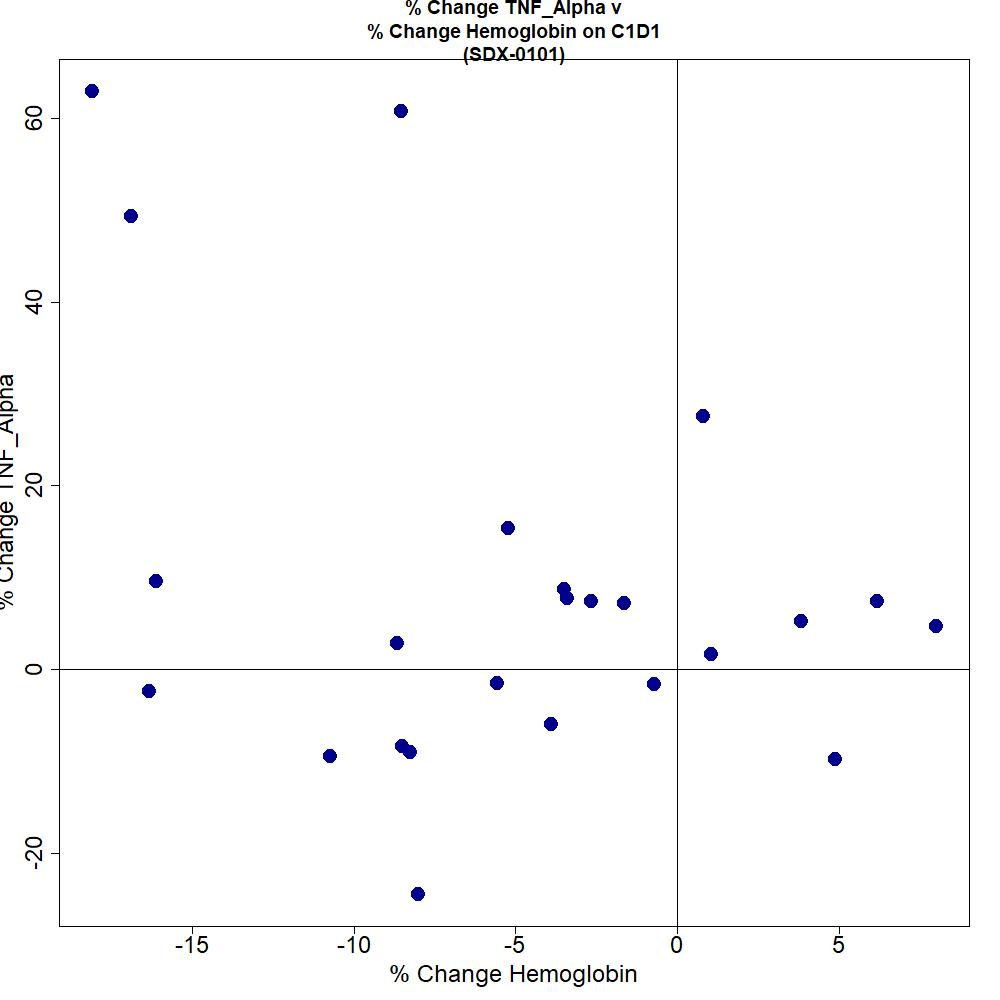 % Change TNF_Alpha v
% Change Hemoglobin on C1D1
(SDX-0101)
% Change TNF_Alpha
60
40
20
0
-20
-15
-10
-5
0
5
% Change Hemoglobin